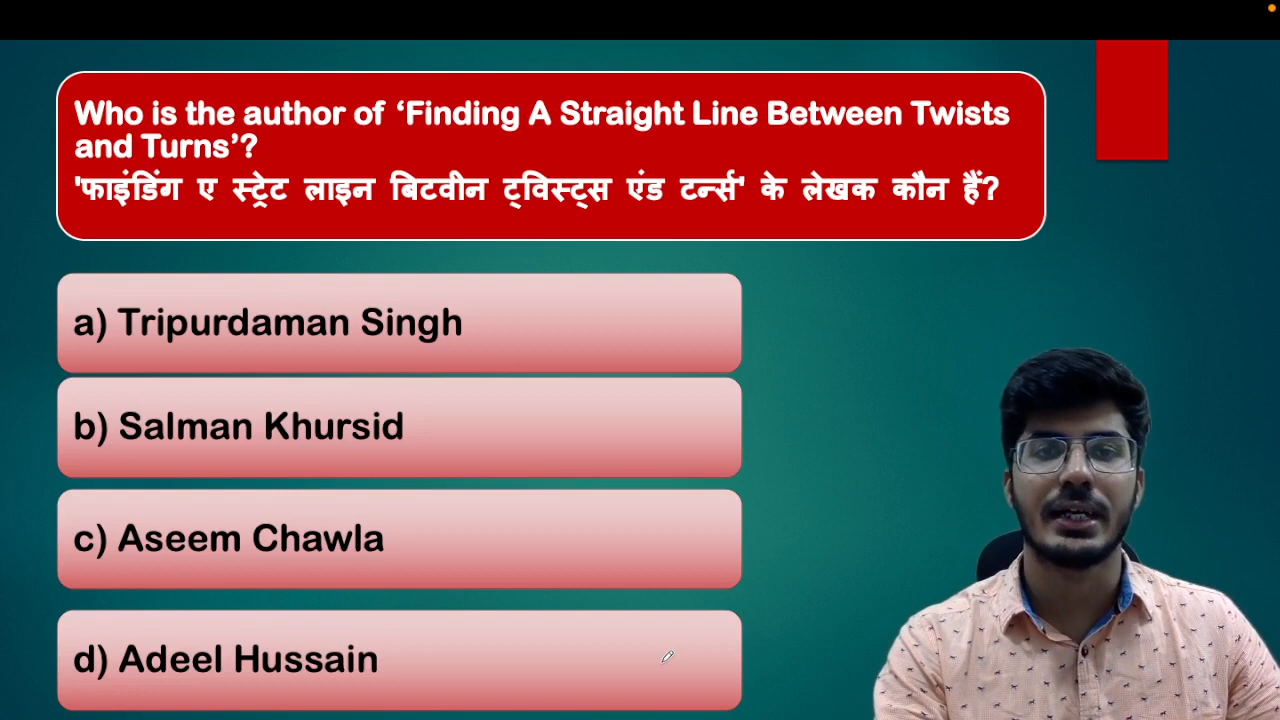 Who is the author of ‘Finding A Straight Line Between Twists
and Turns’?
'फाइंडिंग ए स्ट्रेट लाइन बिटवीन ट्विस्ट्स एंड टर्न्स' के लेखक कौन हैं?
a) Tripurdaman Singh
b) Salman Khursid
c) Aseem Chawla
d) Adeel Hussain